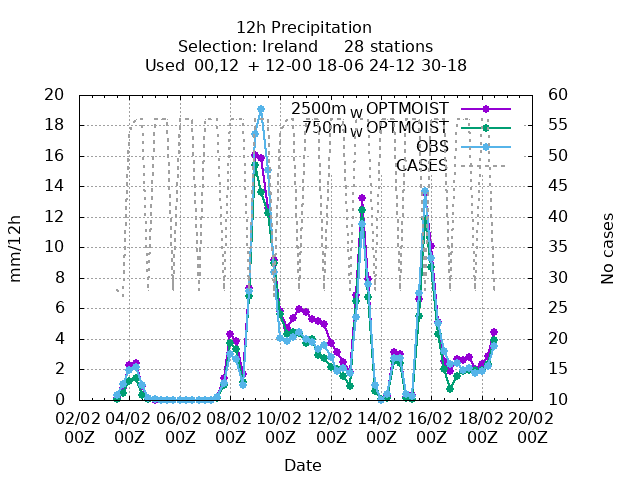 12h Precipitation
Selection: Ireland 28 stations
Used 00,12 + 12-00 18-06 24-12 30-18
2500m_W_OPTMOIST
750m_W_OPTMOIST
OBS
CASES
mm/12h
20
18
16
14
12
10
8
6
4
2
0
60
55
50
45
40
35
30
25
20
15
10
No cases
02/02 04/02 06/02 08/02 10/02 12/02 14/02 16/02 18/02 20/02
00Z 00Z 00Z 00Z 00Z 00Z 00Z 00Z 00Z 00Z
Date